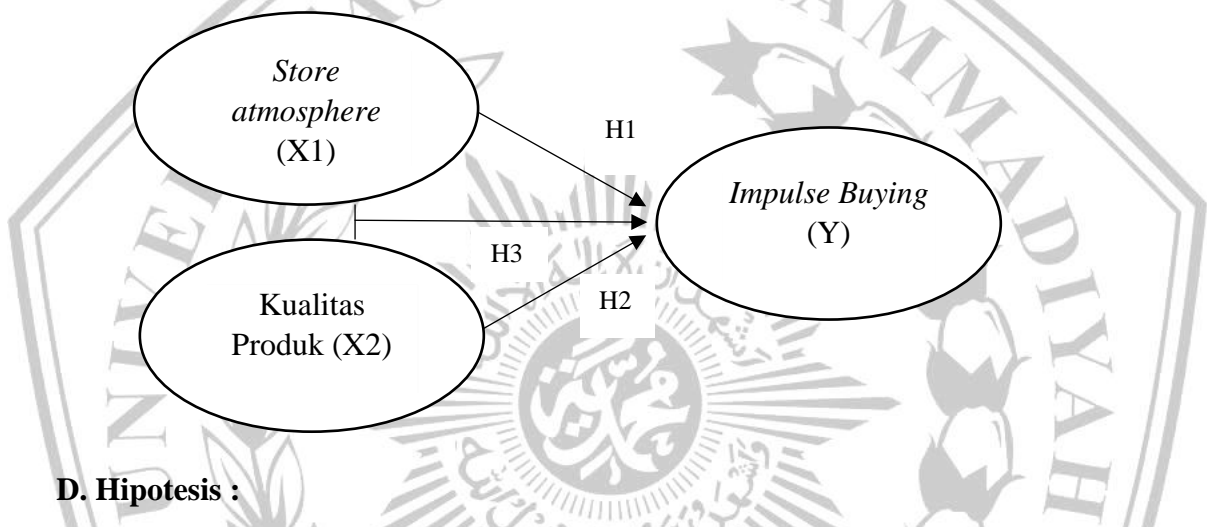 Store
atmosphere
(X1)
H1
Impulse Buying
(Y)
H3
H2
Kualitas
Produk (X2)
D. Hipotesis :